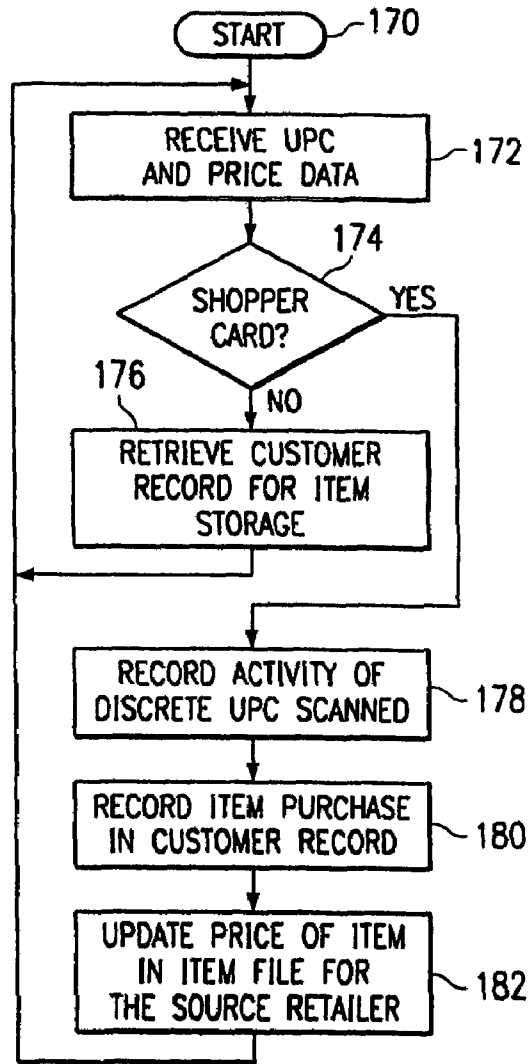 START
170
RECEIVE UPC
AND PRICE DATA
172
174
SHOPPER
CARD?
YES
176
NO
RETRIEVE CUSTOMER
RECORD FOR ITEM
STORAGE
RECORD ACTIVITY OF
DISCRETE UPC SCANNED
178
RECORD ITEM PURCHASE
IN CUSTOMER RECORD
180
UPDATE PRICE OF ITEM
IN ITEM FILE FOR
THE SOURCE RETAILER
182